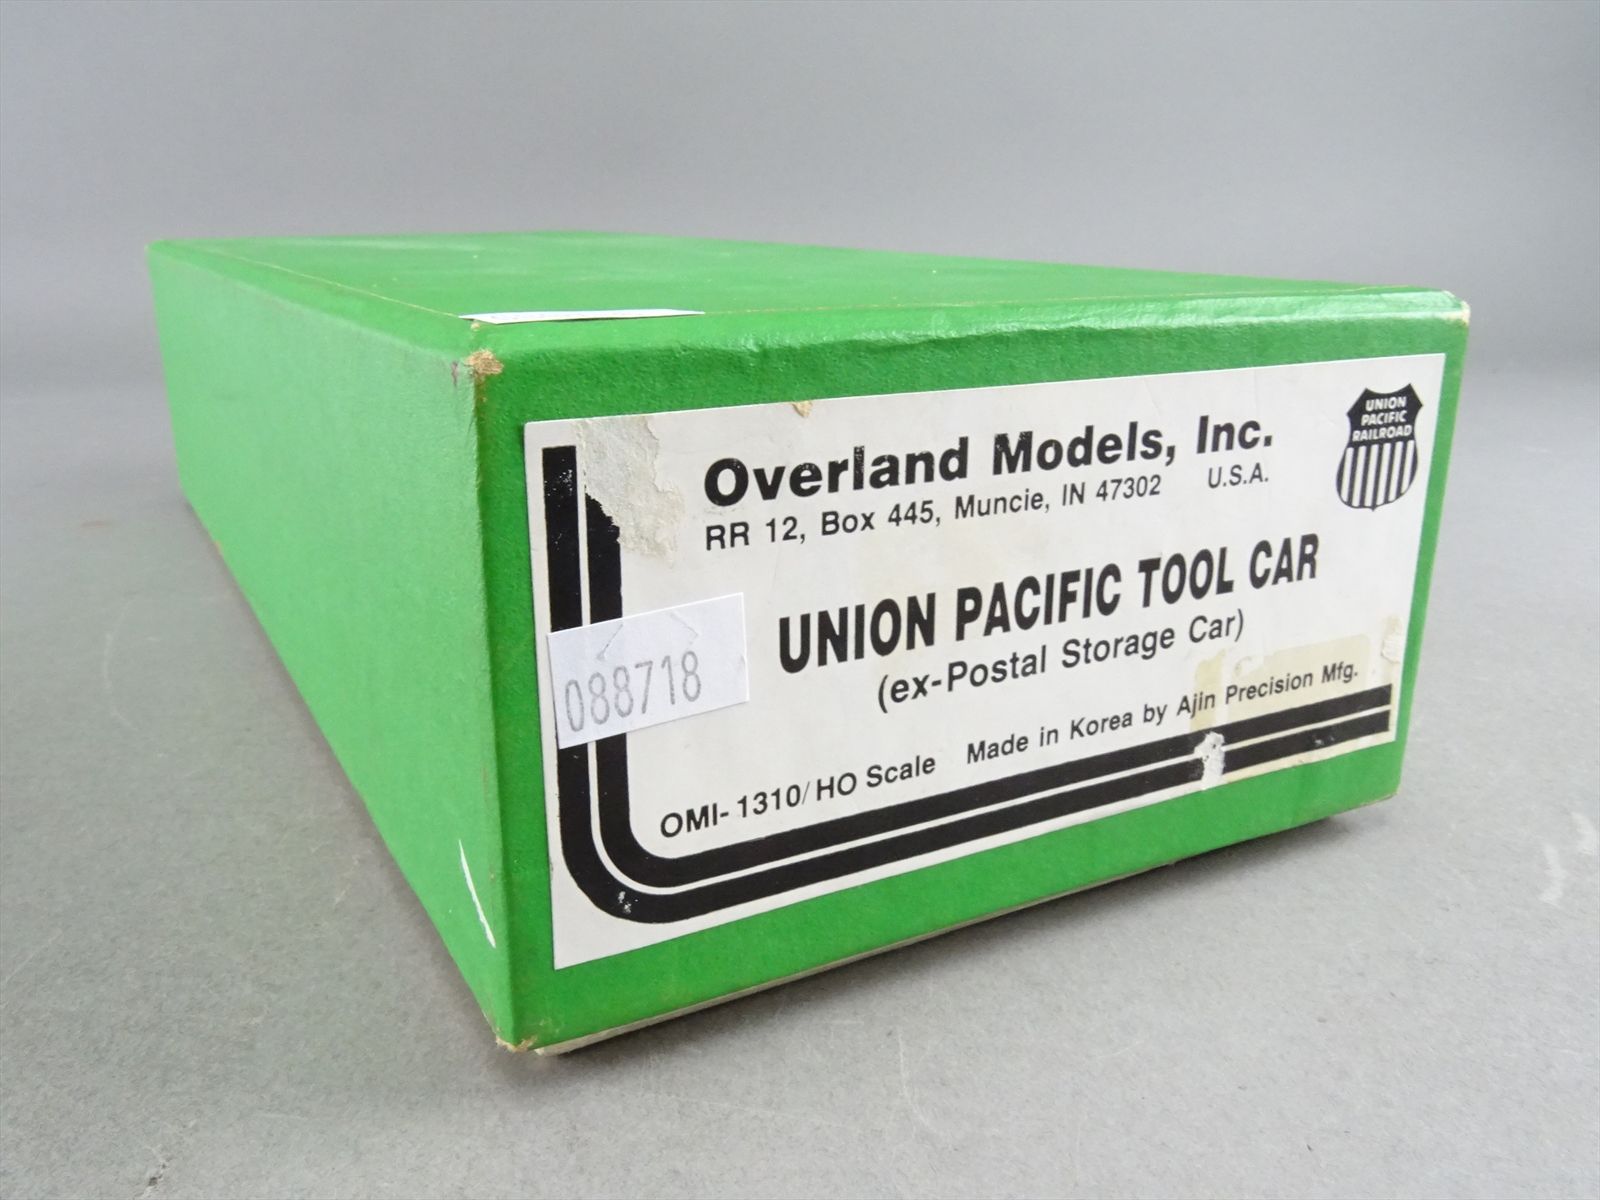 Overland Models, Inc.
RR 12, Box 445, Muncie, IN 47302 U.S.A.
UNION
PACIFIC
RAILROAD
UNION PACIFIC TOOL CAR
(ex-Postal Storage Car)
088718
OMI-1310/HO Scale Made in Korea by Ajin Precision Mfg.